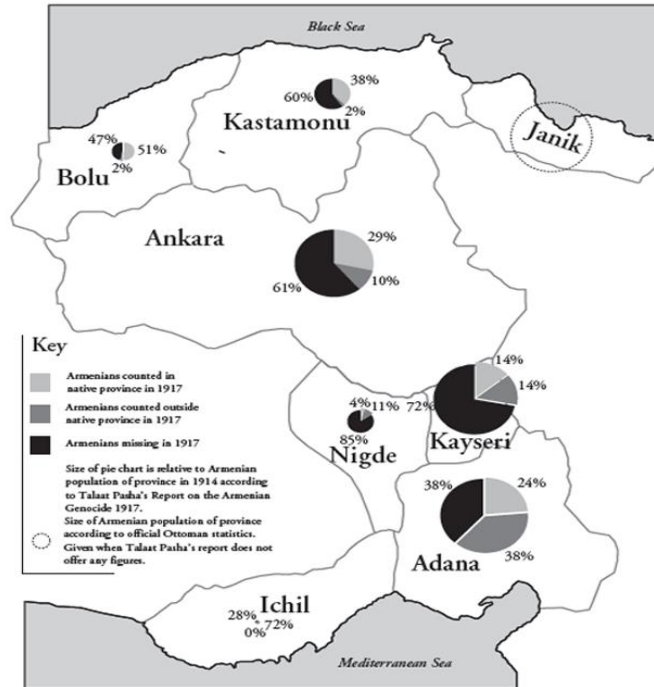 Black Sea
38%
60%
2%
Kastamonu
Janik
47%
51%
2%
Bolu
Ankara
29%
10%
61%
Key
Armenians counted in
native province in 1917
Armenians counted outside
native province in 1917
Armenians missing in 1917
Size of pie chart is relative to Armenian
population of province in 1914 according
to Talaat Pasha's Report on the Armenian
Genocide 1917.
Size of Armenian population of province
according to official Ottoman statistics.
Given when Talaat Pasha's report does not
offer any figures.
4%
11%
85%
Nigde
14%
14%
72%
Kayseri
38%
24%
38%
Adana
Ichil
28%
72%
0%
Mediterranean Sea